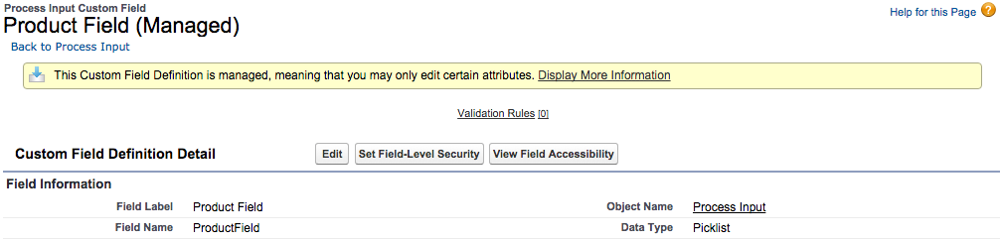 Process Input Custom Field
Product Field (Managed)
Help for this Page ?
Back to Process Input
This Custom Field Definition is managed, meaning that you may only edit certain attributes. Display More Information
Validation Rules [0]
Custom Field Definition Detail Edit Set Field-Level Security View Field Accessibility
Field Information
Field Label Product Field Object Name Process Input
Field Name ProductField Data Type Picklist